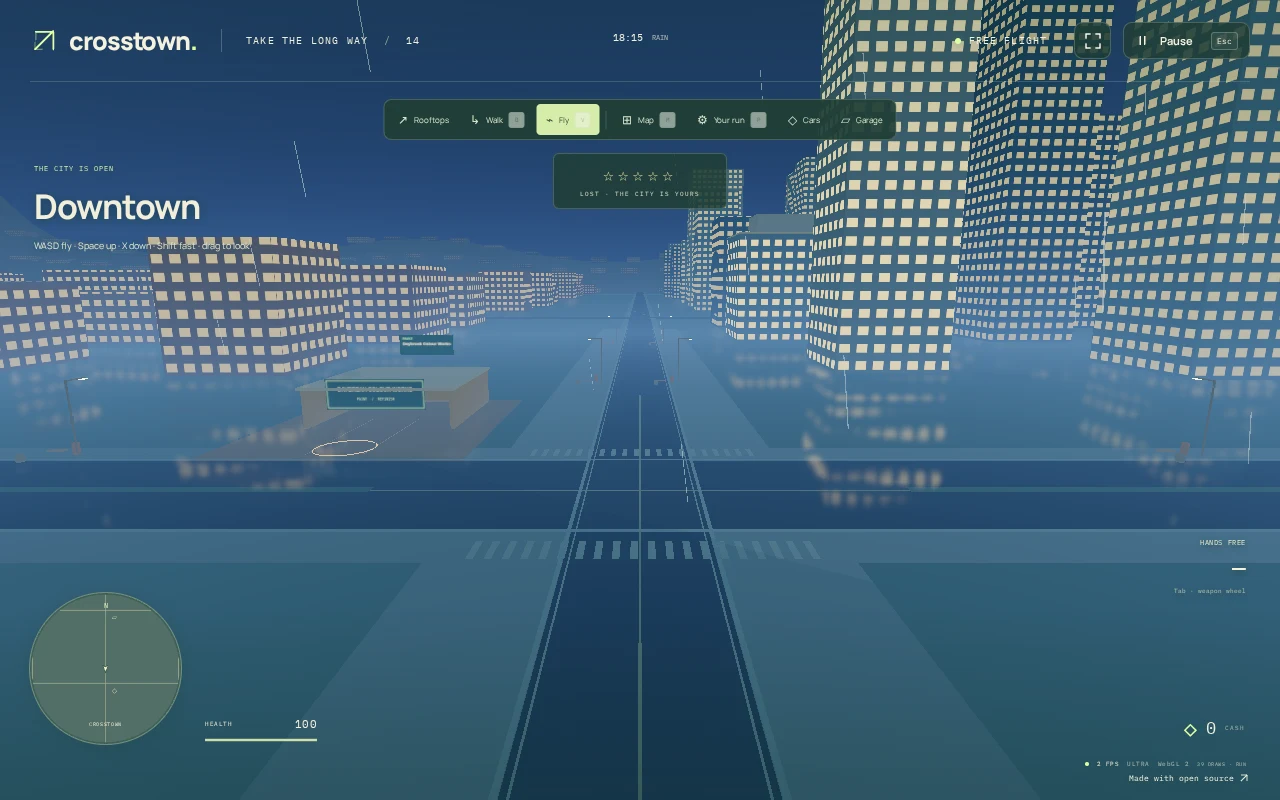 crosstown.
TAKE THE LONG WAY / 14
18:15 RAIN
FREE FLIGHT
Pause Esc
Rooftops
Walk
Fly
Map
Your run
Cars
Garage
THE CITY IS OPEN
Downtown
WASD fly · Space up · X down · Shift fast · drag to look
☆☆☆☆☆
LOST · THE CITY IS YOURS
HANDS FREE
—
Tab · weapon wheel
N
CROSSTOWN
HEALTH 100
0 CASH
2 FPS ULTRA WebGL 2 29 DRAWS · RUN
Made with open source